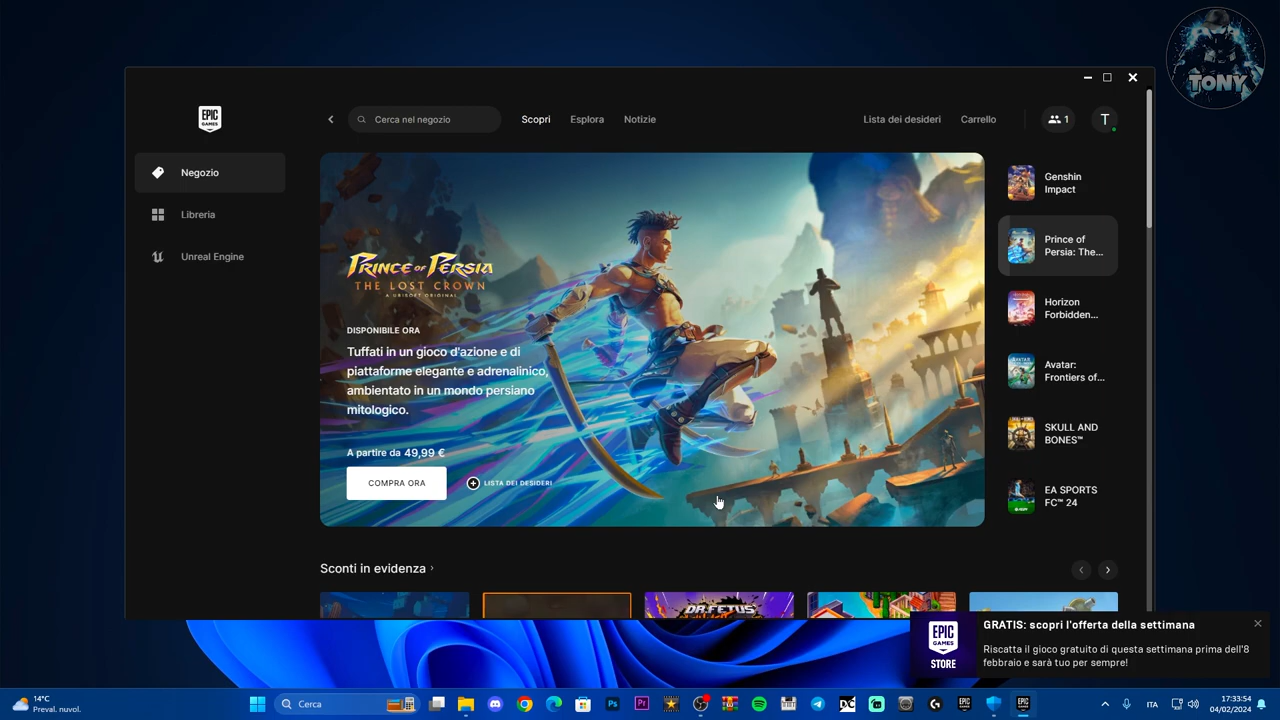 TONY
EPIC
GAMES
Cerca nel negozio
Scopri
Esplora
Notizie
Lista dei desideri
Carrello
1
T
Negozio
Libreria
Unreal Engine
PRINCE OF PERSIA
THE LOST CROWN
A UBISOFT ORIGINAL
DISPONIBILE ORA
Tuffati in un gioco d'azione e di
piattaforme elegante e adrenalinico,
ambientato in un mondo persiano
mitologico.
A partire da 49,99 €
COMPRA ORA
LISTA DEI DESIDERI
Genshin
Impact
Prince of
Persia: The...
Horizon
Forbidden...
Avatar:
Frontiers of...
SKULL AND
BONES™
EA SPORTS
FC™ 24
Sconti in evidenza
DR.FETUS'
EPIC
GAMES
STORE
GRATIS: scopri l'offerta della settimana
Riscatta il gioco gratuito di questa settimana prima dell'8
febbraio e sarà tuo per sempre!
14°C
Preval. nuvol.
Cerca
Ps
Pr
ITA
17:33:54
04/02/2024